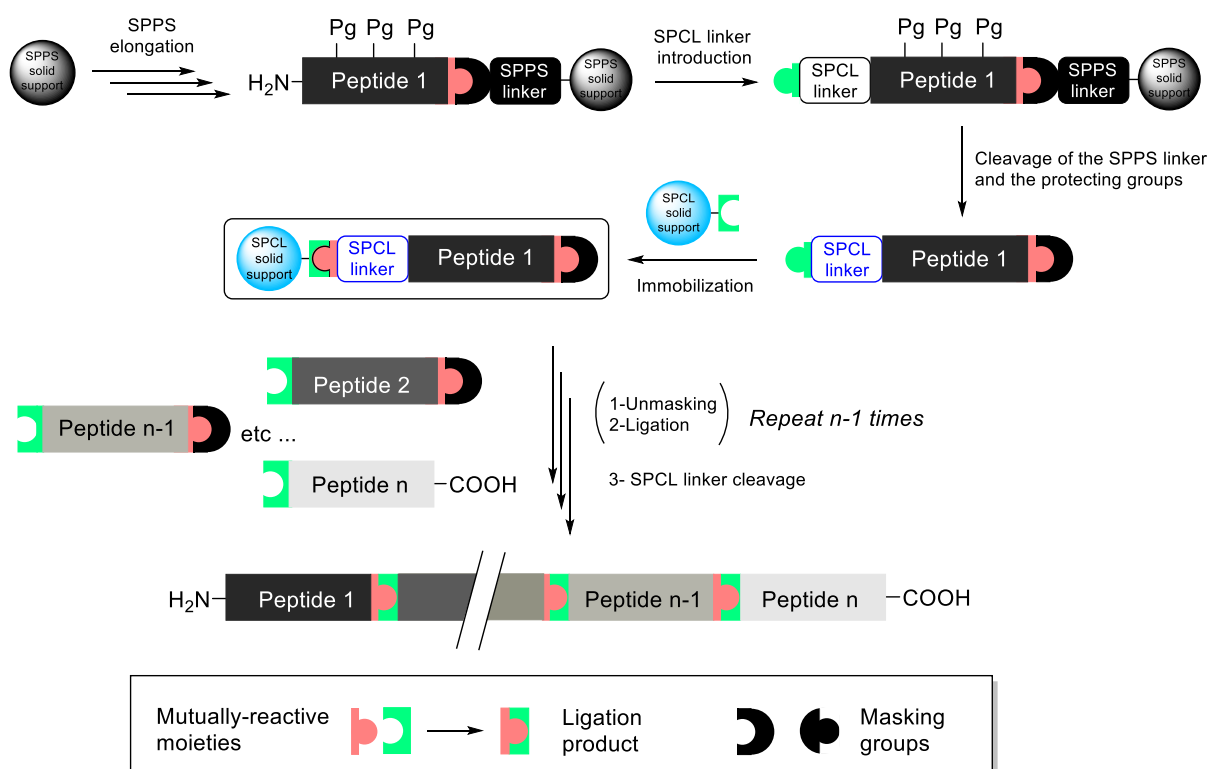 SPPS
solid
support
SPPS
elongation
Pg Pg Pg
H2N
Peptide 1
SPPS
linker
SPPS
solid
support
SPCL linker
introduction
Pg Pg Pg
SPCL
linker
Peptide 1
SPPS
linker
SPPS
solid
support
Cleavage of the SPPS linker
and the protecting groups
SPCL
linker
Peptide 1
SPCL
solid
support
Immobilization
SPCL
solid
support
SPCL
linker
Peptide 1
Peptide 2
Peptide n-1
etc ...
Peptide n
COOH
1-Unmasking
2-Ligation
Repeat n-1 times
3- SPCL linker cleavage
H2N
Peptide 1
Peptide n-1
Peptide n
COOH
Mutually-reactive
moieties
Ligation
product
Masking
groups